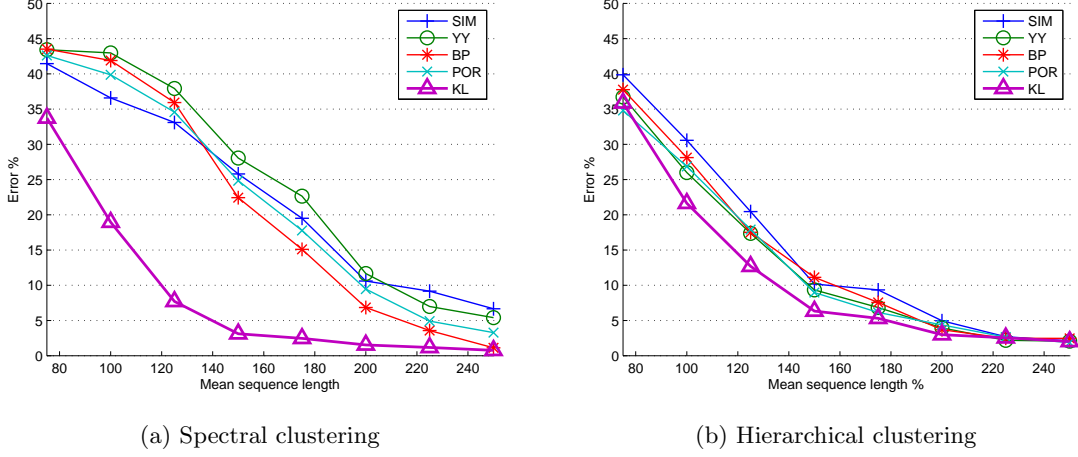 50
45
40
35
30
25
20
15
10
5
0
Error %
80 100 120 140 160 180 200 220 240
Mean sequence length
SIM
YY
BP
POR
KL
(a) Spectral clustering
50
45
40
35
30
25
20
15
10
5
0
Error %
80 100 120 140 160 180 200 220 240
Mean sequence length %
SIM
YY
BP
POR
KL
(b) Hierarchical clustering